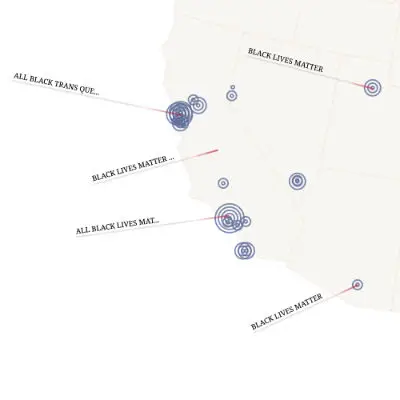 BLACK LIVES MATTER
ALL BLACK TRANS QUE...
BLACK LIVES MATTER ...
ALL BLACK LIVES MAT...
BLACK LIVES MATTER